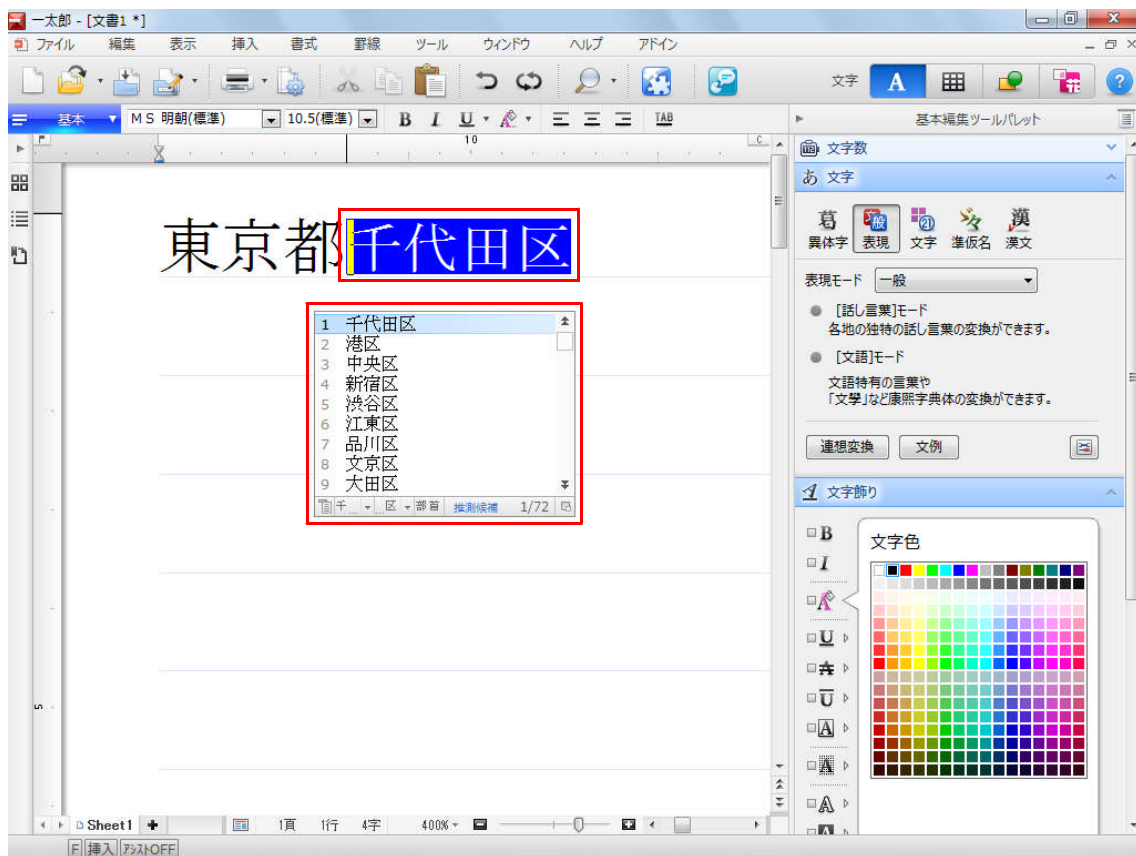 一太郎 - [文書1 *]
ファイル 編集 表示 挿入 書式 罫線 ツール ウィンドウ ヘルプ アドイン
文字 A ?
基本 ＭＳ 明朝(標準) 10.5(標準) B I U TAB
基本編集ツールパレット
10
文字数
あ 文字
東京都千代田区
葛 般 21 漢
異体字 表現 文字 準仮名 漢文
表現モード 一般
[話し言葉]モード
各地の独特の話し言葉の変換ができます。
[文語]モード
文語特有の言葉や
「文學」など康熙字典体の変換ができます。
連想変換 文例
1 千代田区
2 港区
3 中央区
4 新宿区
5 渋谷区
6 江東区
7 品川区
8 文京区
9 大田区
千... ...区 部首 推測候補 1/72
文字飾り
B
I
文字色
U
A
U
A
A
A
A
5
Sheet1 1頁 1行 4字 400%
F 挿入 ｱｼｽﾄOFF